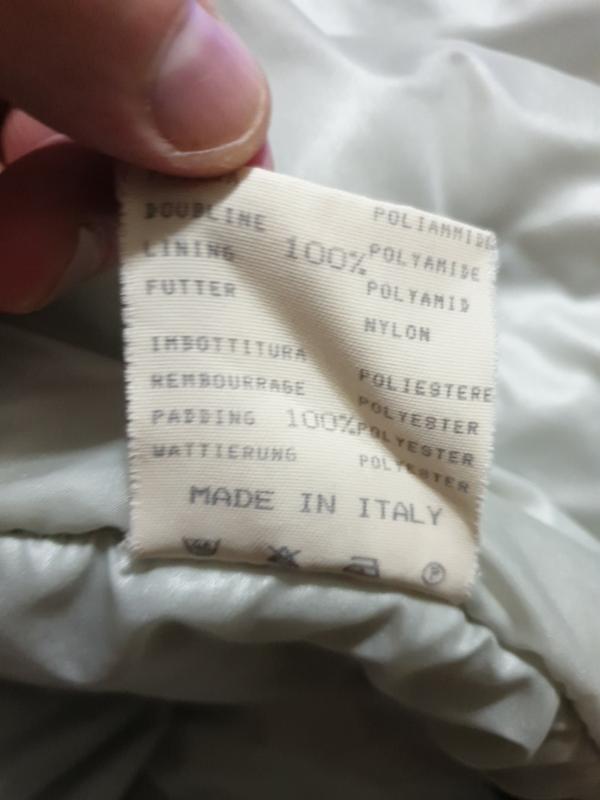 DOUBLINE POLIAMMIDE
LINING 100% POLYAMIDE
FUTTER POLYAMID
NYLON
IMBOTTITURA POLIESTERE
REMBOURRAGE POLYESTER
PADDING 100% POLYESTER
WATTIERUNG POLYESTER
MADE IN ITALY
P